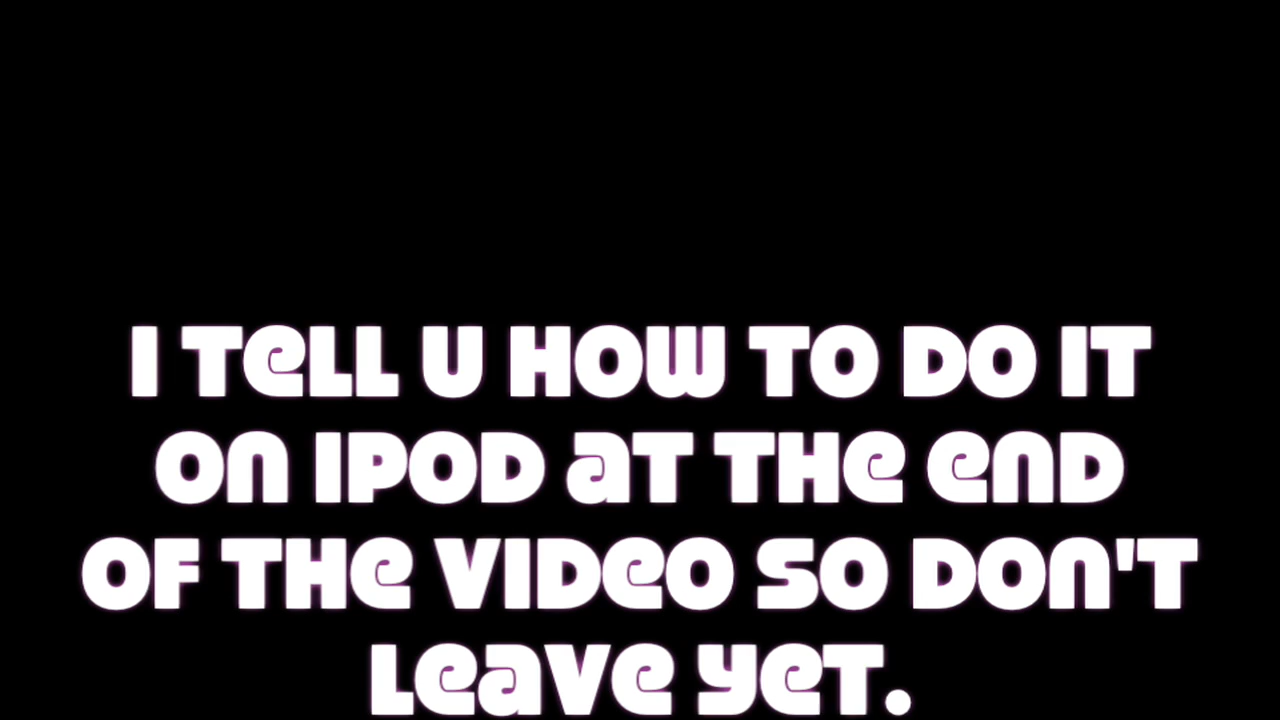 I TELL U HOW TO DO IT
ON IPOD AT THE END
OF THE VIDEO SO DON'T
LEAVE YET.